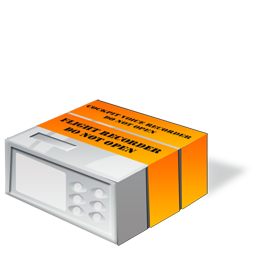 COCKPIT VOICE RECORDER
DO NOT OPEN
FLIGHT RECORDER
DO NOT OPEN